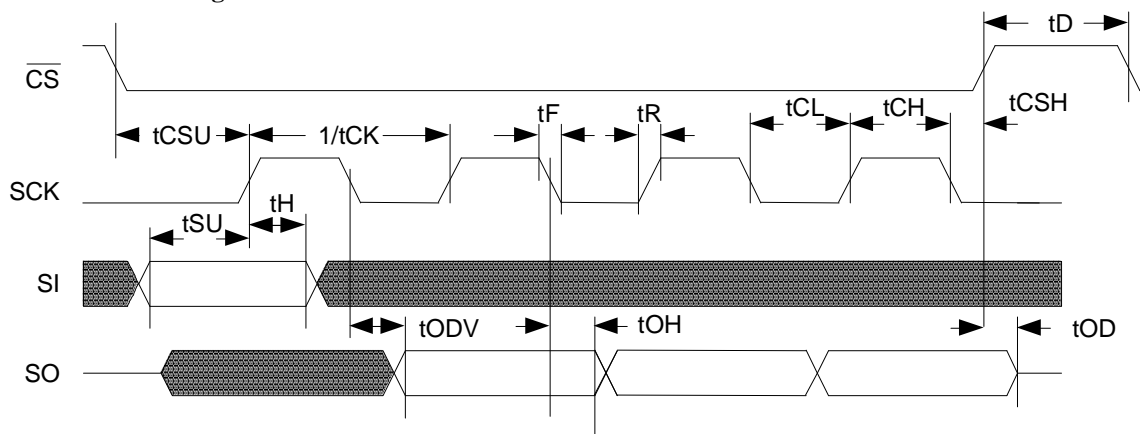 tD
CS
tF
tR
tCL
tCH
tCSH
tCSU
1/tCK
SCK
tSU
tH
SI
tODV
tOH
tOD
SO